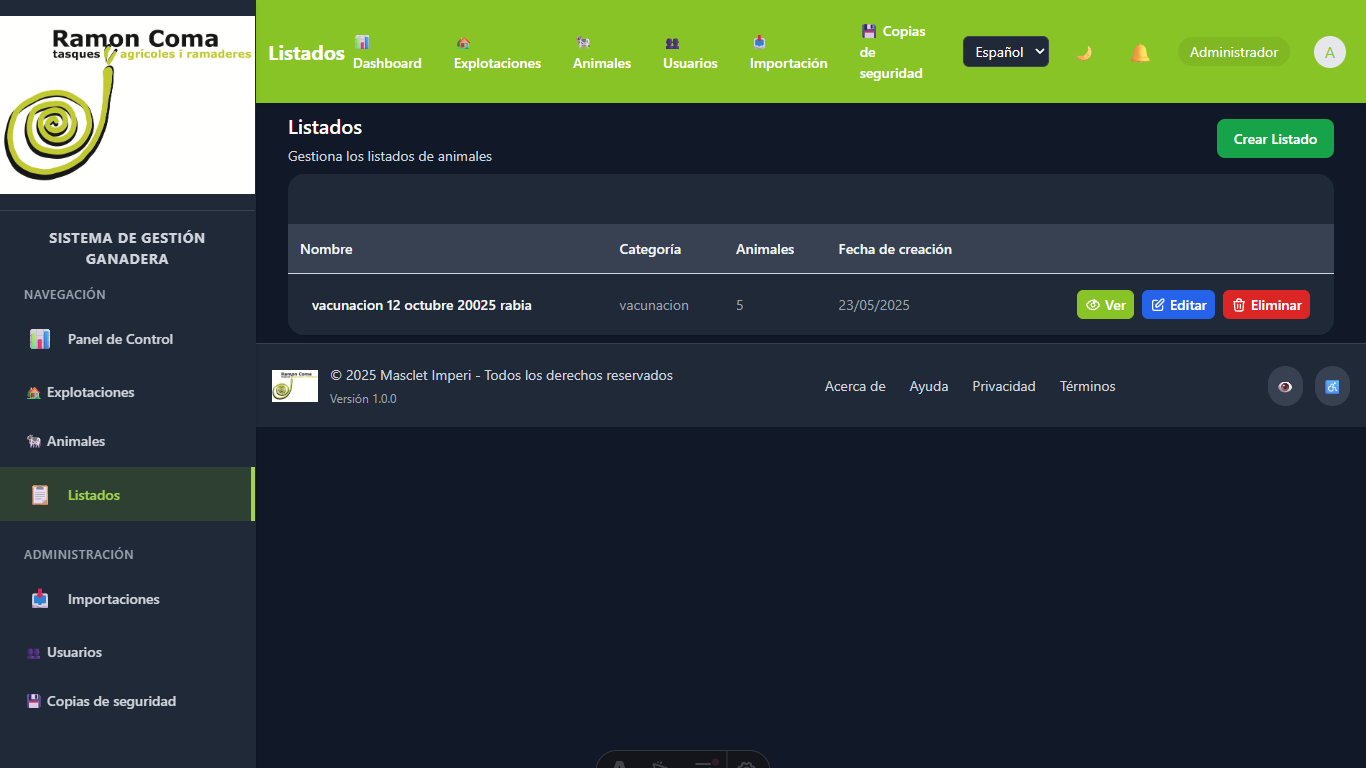 Ramon Coma
tasques agrícoles i ramaderes
SISTEMA DE GESTIÓN
GANADERA
NAVEGACIÓN
Panel de Control
Explotaciones
Animales
Listados
ADMINISTRACIÓN
Importaciones
Usuarios
Copias de seguridad
Listados
Dashboard
Explotaciones
Animales
Usuarios
Importación
Copias
de
seguridad
Español
Administrador
A
Listados
Gestiona los listados de animales
Crear Listado
Nombre Categoría Animales Fecha de creación
vacunacion 12 octubre 20025 rabia vacunacion 5 23/05/2025 Ver Editar Eliminar
Ramon Coma
© 2025 Masclet Imperi - Todos los derechos reservados
Versión 1.0.0
Acerca de Ayuda Privacidad Términos